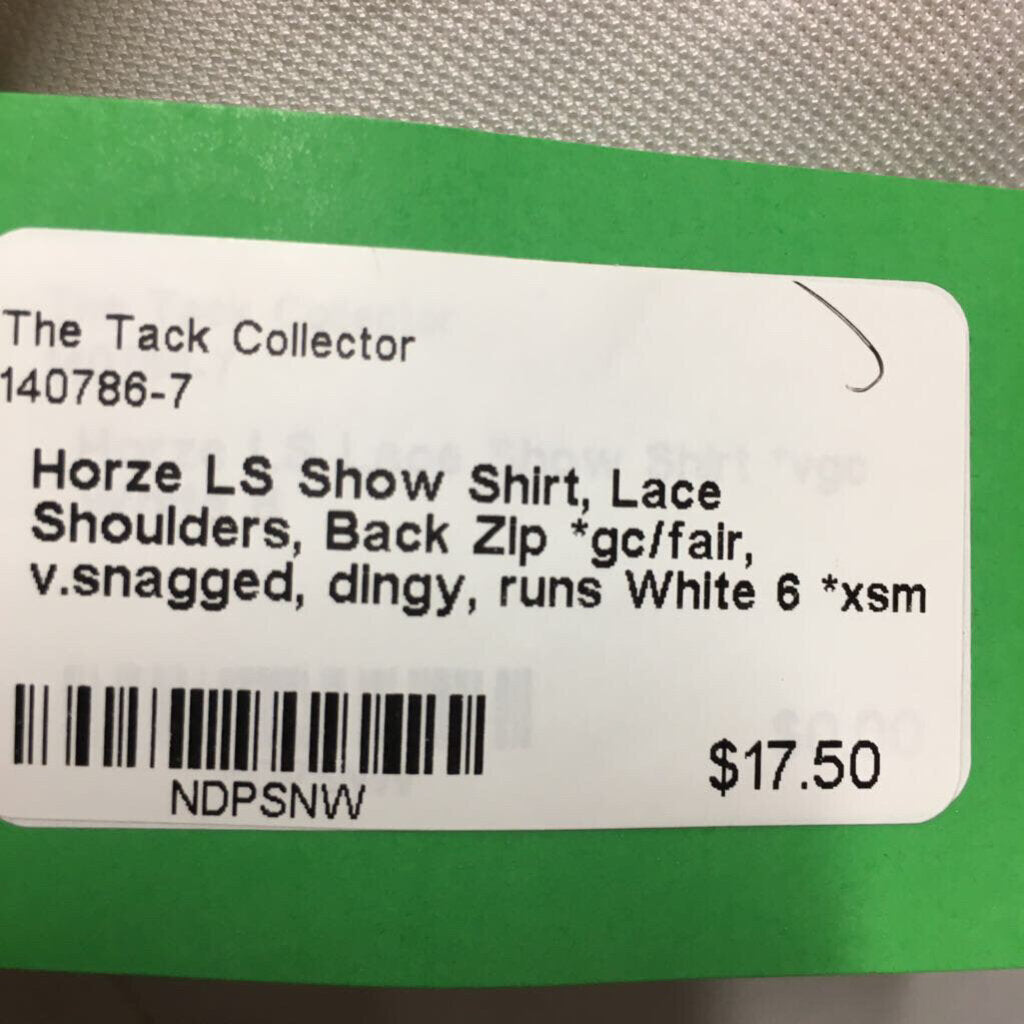 The Tack Collector
140786-7
Horze LS Show Shirt, Lace
Shoulders, Back Zip *gc/fair,
v.snagged, dingy, runs White 6 *xsm
NDPSNW
$17.50